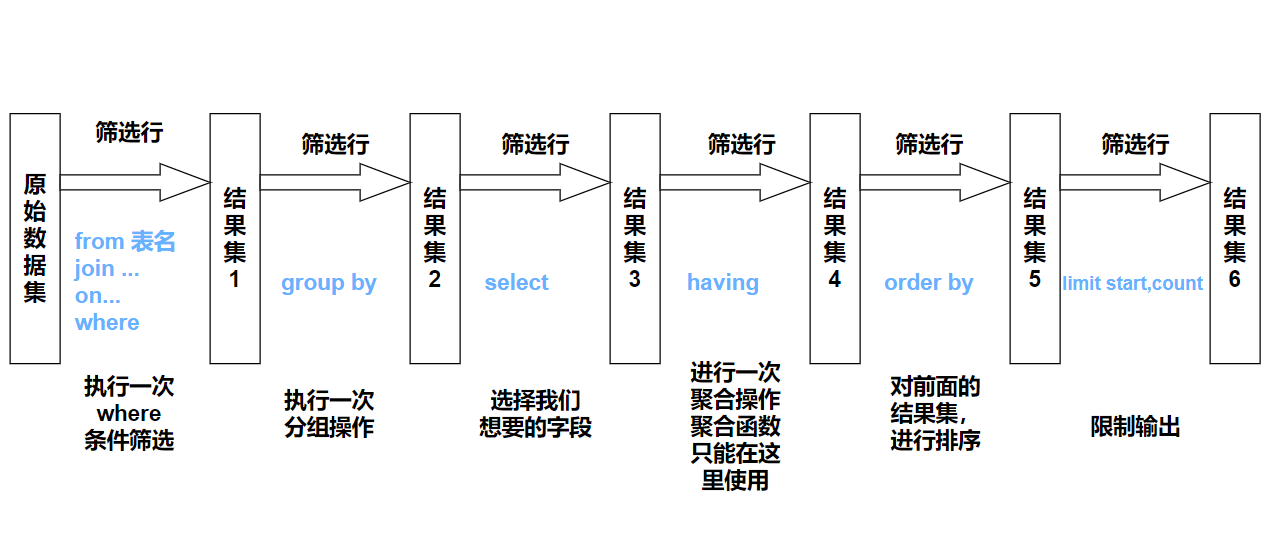 筛选行
筛选行
筛选行
筛选行
筛选行
筛选行
原
始
数
据
集
结
果
集
1
结
果
集
2
结
果
集
3
结
果
集
4
结
果
集
5
结
果
集
6
from 表名
join ...
on...
where
group by
select
having
order by
limit start,count
执行一次
where
条件筛选
执行一次
分组操作
选择我们
想要的字段
进行一次
聚合操作
聚合函数
只能在这
里使用
对前面的
结果集，
进行排序
限制输出